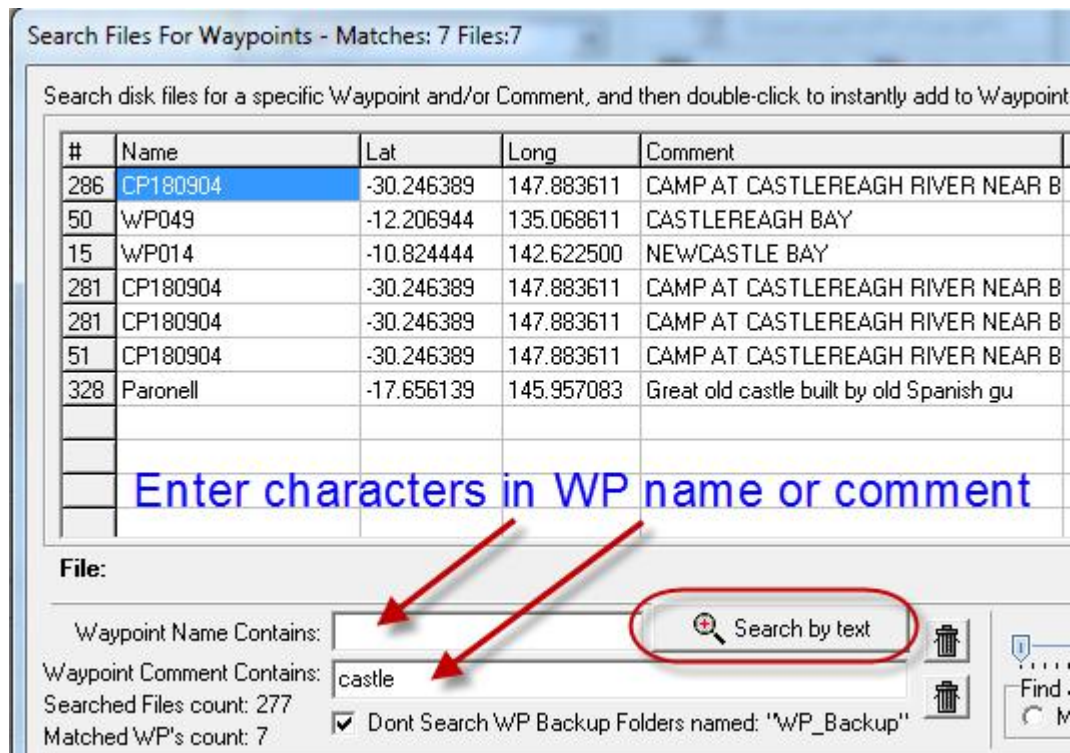 Search Files For Waypoints - Matches: 7 Files:7
Search disk files for a specific Waypoint and/or Comment, and then double-click to instantly add to Waypoint
# Name Lat Long Comment
286 CP180904 -30.246389 147.883611 CAMP AT CASTLEREAGH RIVER NEAR B
50 WP049 -12.206944 135.068611 CASTLEREAGH BAY
15 WP014 -10.824444 142.622500 NEWCASTLE BAY
281 CP180904 -30.246389 147.883611 CAMP AT CASTLEREAGH RIVER NEAR B
281 CP180904 -30.246389 147.883611 CAMP AT CASTLEREAGH RIVER NEAR B
51 CP180904 -30.246389 147.883611 CAMP AT CASTLEREAGH RIVER NEAR B
328 Paronell -17.656139 145.957083 Great old castle built by old Spanish gu
Enter characters in WP name or comment
File:
Waypoint Name Contains: Search by text
Waypoint Comment Contains: castle
Searched Files count: 277
Find
Dont Search WP Backup Folders named: "WP_Backup"
M
Matched WP's count: 7